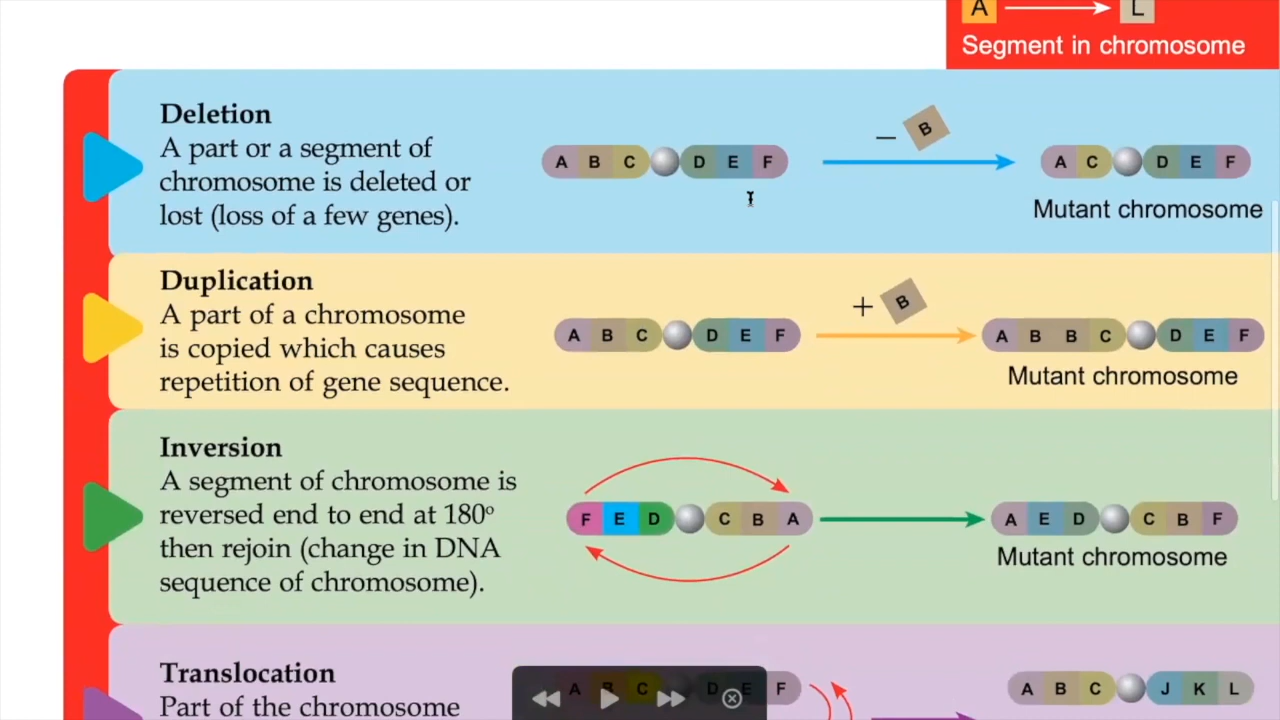 A L
Segment in chromosome
Deletion
A part or a segment of
chromosome is deleted or
lost (loss of a few genes).
A B C D E F
− B
A C D E F
Mutant chromosome
Duplication
A part of a chromosome
is copied which causes
repetition of gene sequence.
A B C D E F
+ B
A B B C D E F
Mutant chromosome
Inversion
A segment of chromosome is
reversed end to end at 180º
then rejoin (change in DNA
sequence of chromosome).
F E D C B A
A E D C B F
Mutant chromosome
Translocation
Part of the chromosome
A B C D E F
A B C J K L